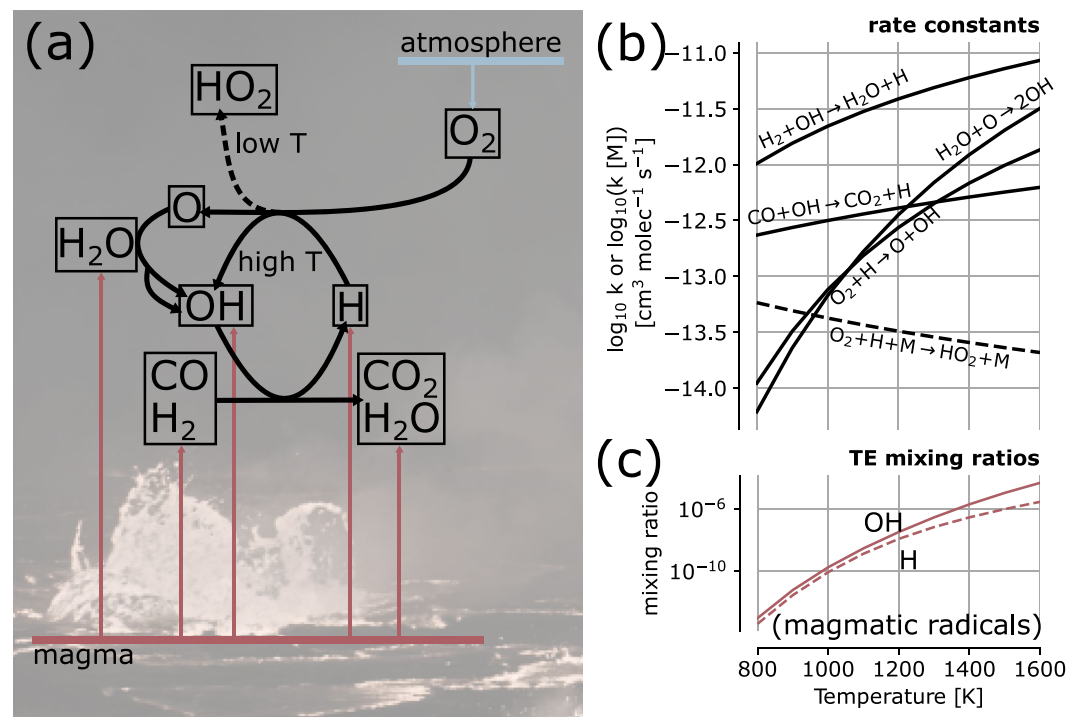 (a)
atmosphere
HO₂
O₂
low T
O
H₂O
high T
OH
H
CO
H₂
CO₂
H₂O
magma
(b)
rate constants
log₁₀ k or log₁₀(k [M])
[cm³ molec⁻¹ s⁻¹]
−11.0
−11.5
−12.0
−12.5
−13.0
−13.5
−14.0
H₂+OH→H₂O+H
H₂O+O→2OH
CO+OH→CO₂+H
O₂+H→O+OH
O₂+H+M→HO₂+M
(c)
TE mixing ratios
mixing ratio
10⁻⁶
10⁻¹⁰
OH
H
(magmatic radicals)
800 1000 1200 1400 1600
Temperature [K]